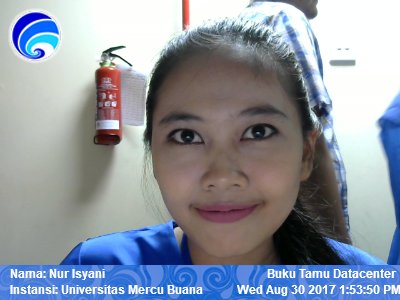 Nama: Nur Isyani
Buku Tamu Datacenter
Instansi: Universitas Mercu Buana
Wed Aug 30 2017 1:53:50 PM